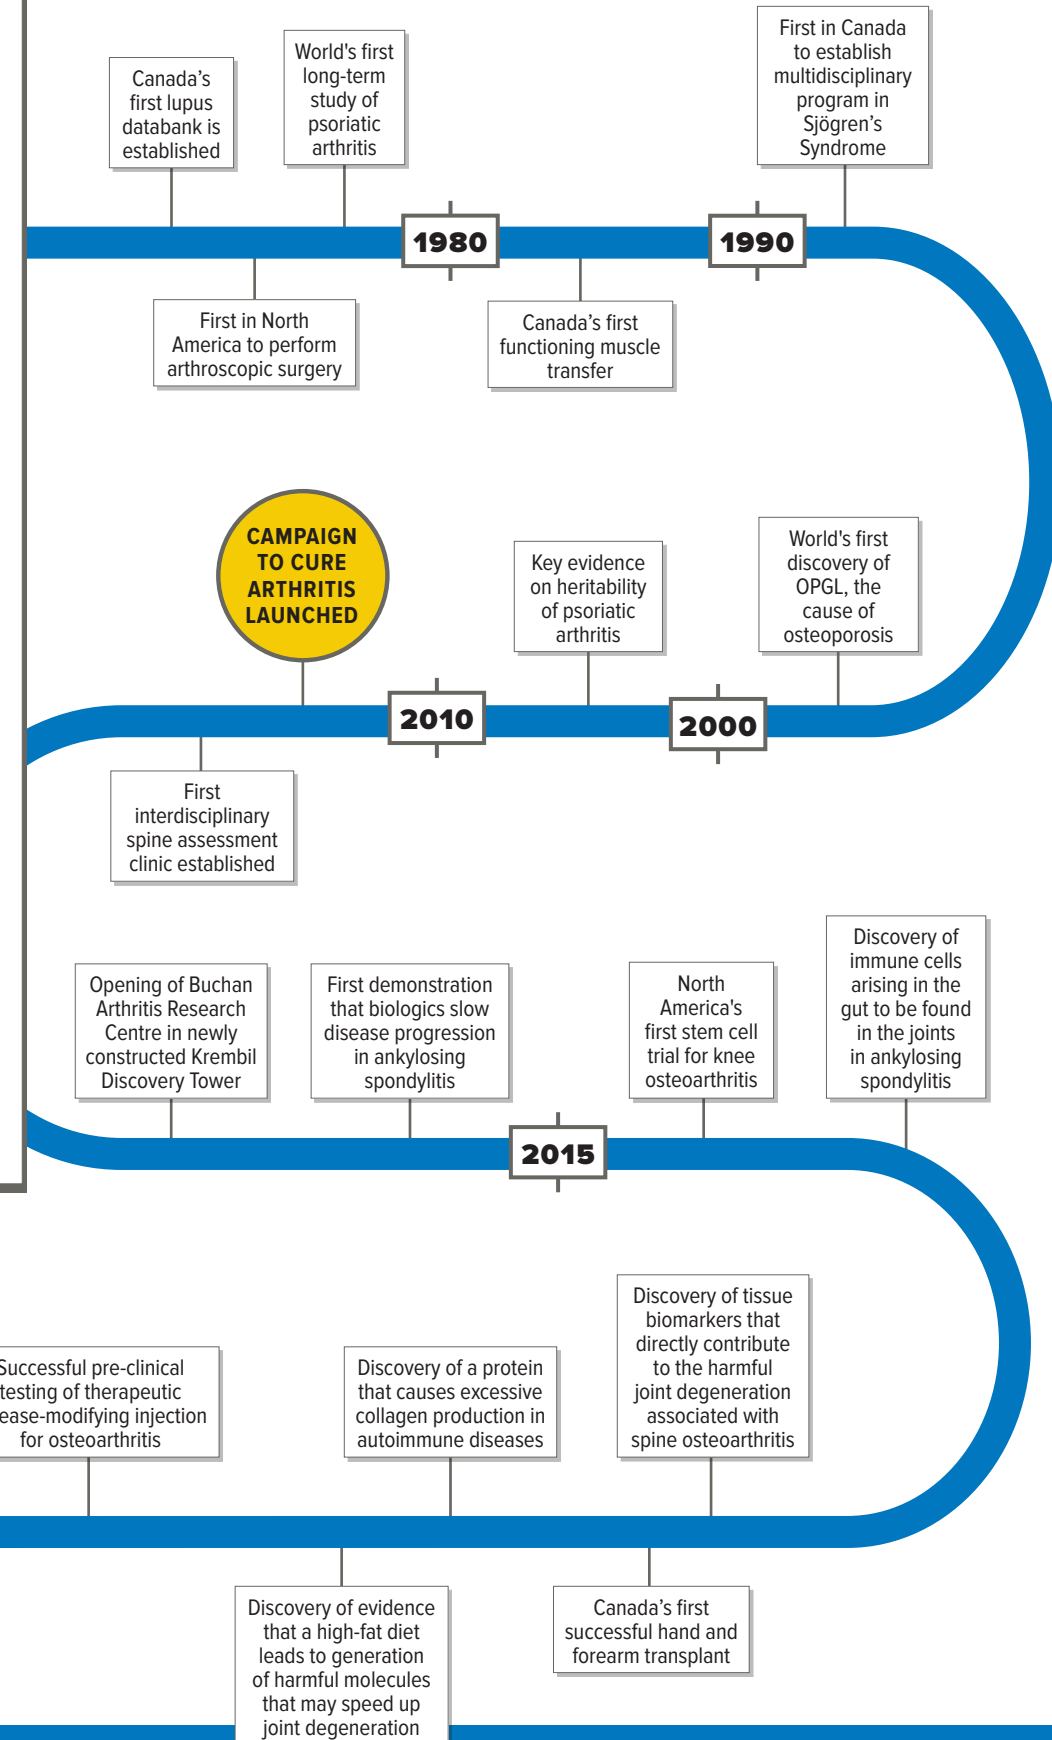 Canada’s
first lupus
databank is
established
World's first
long-term
study of
psoriatic
arthritis
First in Canada
to establish
multidisciplinary
program in
Sjögren’s
Syndrome
1980
1990
First in North
America to perform
arthroscopic surgery
Canada’s first
functioning muscle
transfer
CAMPAIGN
TO CURE
ARTHRITIS
LAUNCHED
Key evidence
on heritability
of psoriatic
arthritis
World's first
discovery of
OPGL, the
cause of
osteoporosis
2010
2000
First
interdisciplinary
spine assessment
clinic established
Opening of Buchan
Arthritis Research
Centre in newly
constructed Krembil
Discovery Tower
First demonstration
that biologics slow
disease progression
in ankylosing
spondylitis
North
America's
first stem cell
trial for knee
osteoarthritis
Discovery of
immune cells
arising in the
gut to be found
in the joints
in ankylosing
spondylitis
2015
Successful pre-clinical
testing of therapeutic
ease-modifying injection
for osteoarthritis
Discovery of a protein
that causes excessive
collagen production in
autoimmune diseases
Discovery of tissue
biomarkers that
directly contribute
to the harmful
joint degeneration
associated with
spine osteoarthritis
Discovery of evidence
that a high-fat diet
leads to generation
of harmful molecules
that may speed up
joint degeneration
Canada’s first
successful hand and
forearm transplant